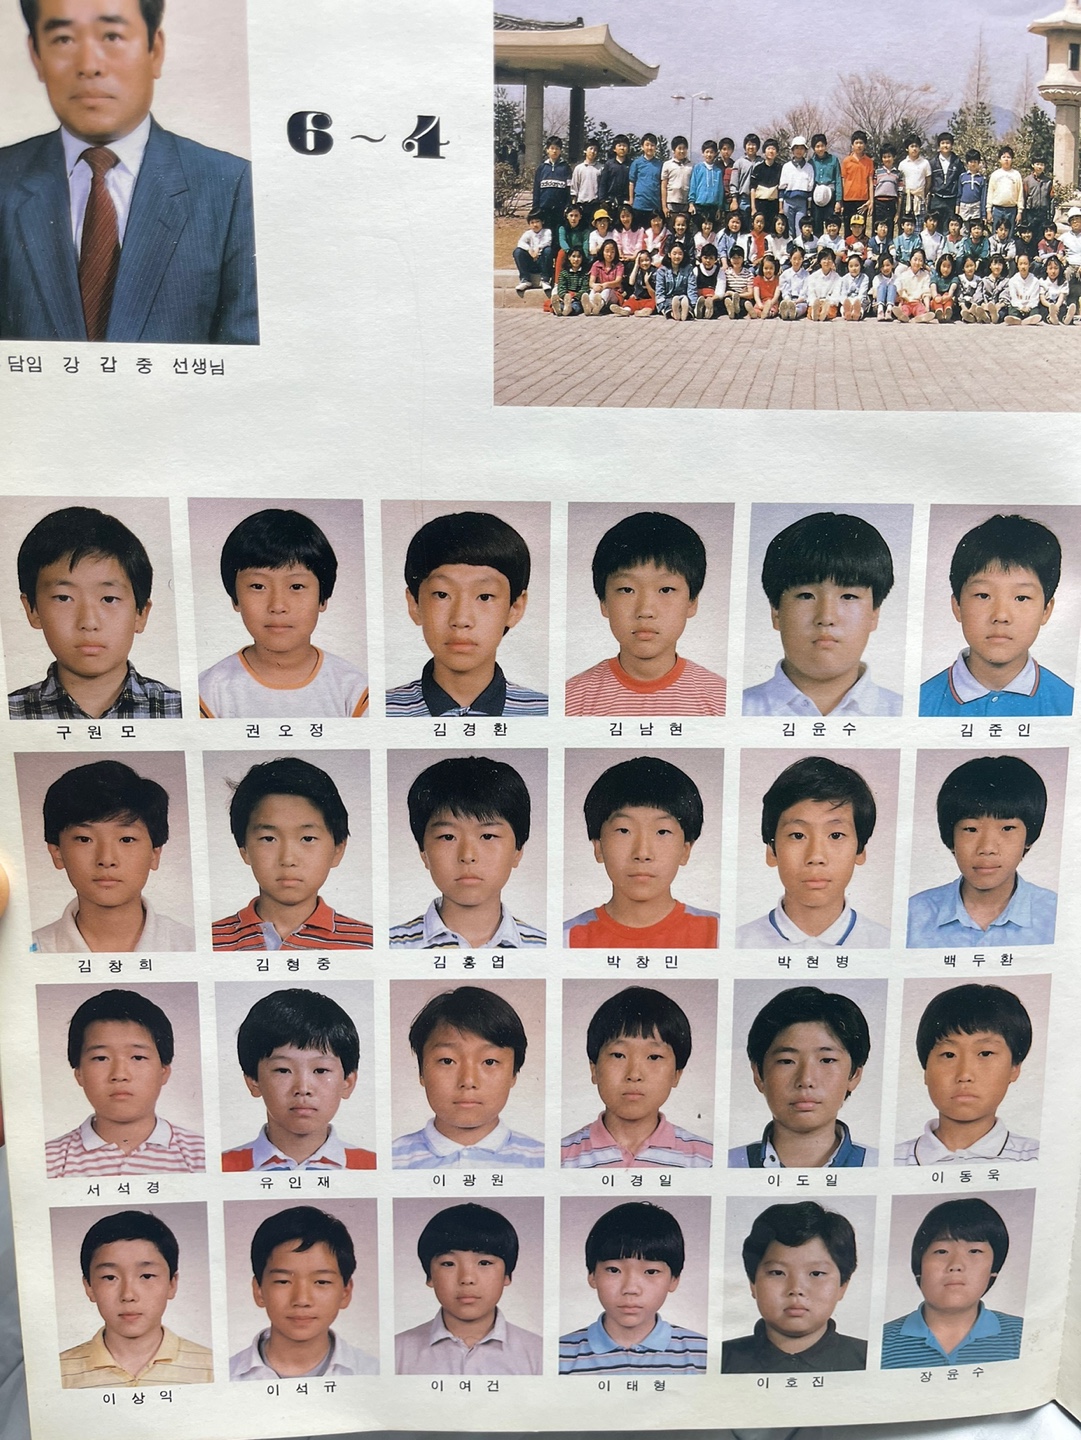 6~4
담임 강 갑 중 선생님
구 원 모 권 오 정 김 경 환 김 남 현 김 윤 수 김 준 인
김 창 희 김 형 중 김 홍 엽 박 창 민 박 현 병 백 두 환
서 석 경 유 인 재 이 광 원 이 경 일 이 도 일 이 동 욱
이 상 익 이 석 규 이 여 건 이 태 형 이 호 진 장 윤 수